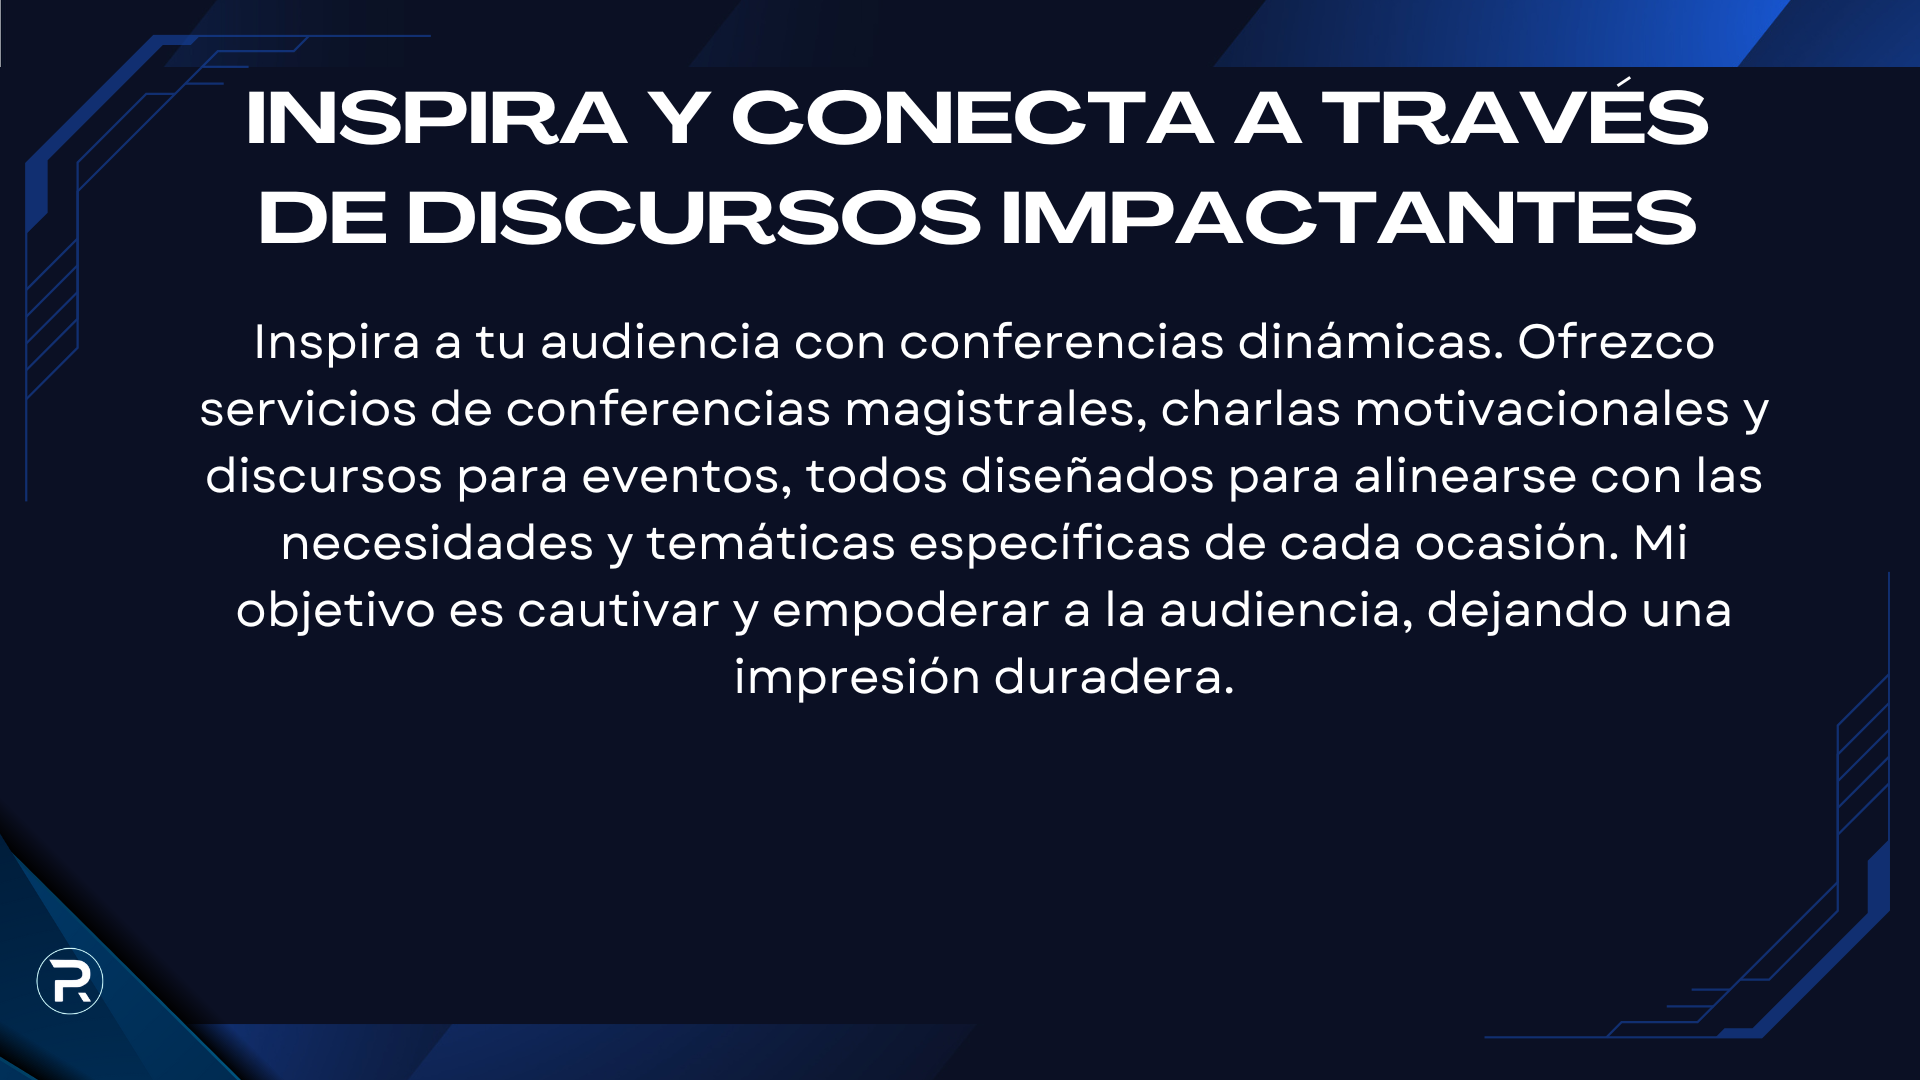 INSPIRA Y CONECTA A TRAVÉS
DE DISCURSOS IMPACTANTES
Inspira a tu audiencia con conferencias dinámicas. Ofrezco
servicios de conferencias magistrales, charlas motivacionales y
discursos para eventos, todos diseñados para alinearse con las
necesidades y temáticas específicas de cada ocasión. Mi
objetivo es cautivar y empoderar a la audiencia, dejando una
impresión duradera.
R